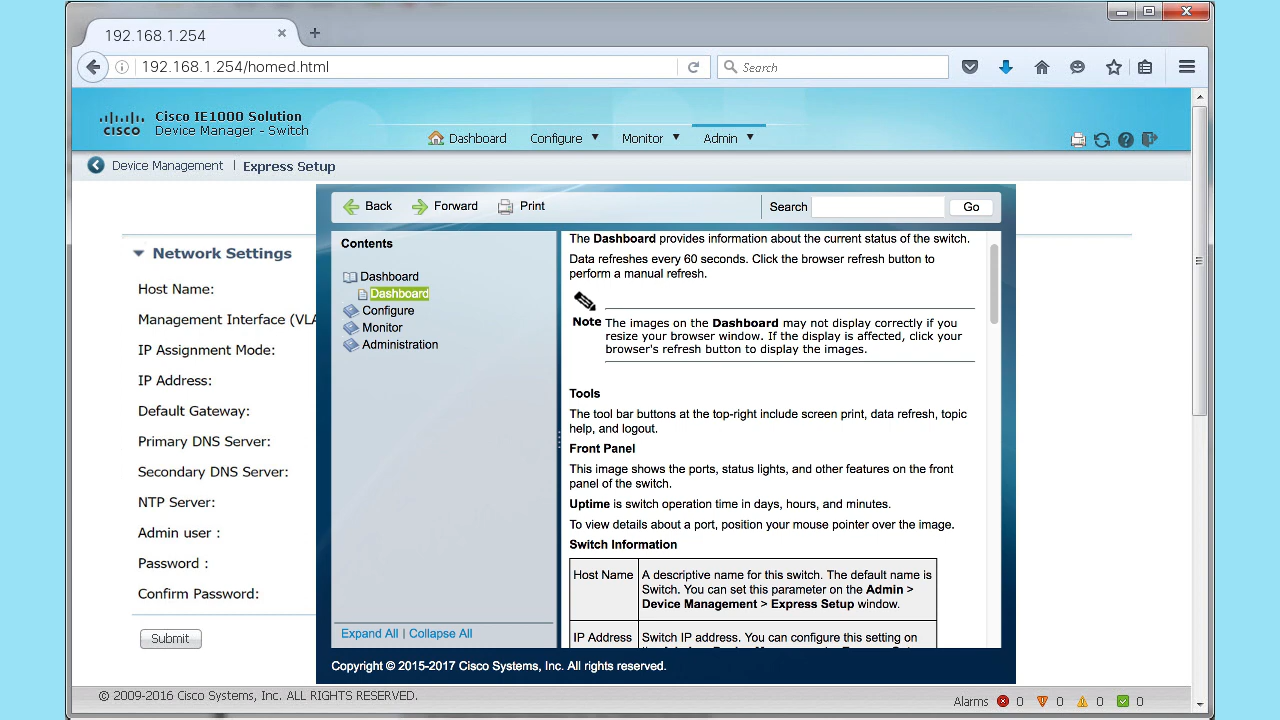 192.168.1.254
192.168.1.254/homed.html
Search
Cisco IE1000 Solution
CISCO
Device Manager - Switch
Dashboard Configure Monitor Admin
Device Management | Express Setup
Back Forward Print Search Go
Network Settings
Host Name:
Management Interface (VLA
IP Assignment Mode:
IP Address:
Default Gateway:
Primary DNS Server:
Secondary DNS Server:
NTP Server:
Admin user :
Password :
Confirm Password:
Submit
Contents
Dashboard
Dashboard
Configure
Monitor
Administration
Expand All | Collapse All
The Dashboard provides information about the current status of the switch.
Data refreshes every 60 seconds. Click the browser refresh button to
perform a manual refresh.
Note The images on the Dashboard may not display correctly if you
resize your browser window. If the display is affected, click your
browser's refresh button to display the images.
Tools
The tool bar buttons at the top-right include screen print, data refresh, topic
help, and logout.
Front Panel
This image shows the ports, status lights, and other features on the front
panel of the switch.
Uptime is switch operation time in days, hours, and minutes.
To view details about a port, position your mouse pointer over the image.
Switch Information
Host Name A descriptive name for this switch. The default name is
Switch. You can set this parameter on the Admin >
Device Management > Express Setup window.
IP Address Switch IP address. You can configure this setting on
Copyright © 2015-2017 Cisco Systems, Inc. All rights reserved.
© 2009-2016 Cisco Systems, Inc. ALL RIGHTS RESERVED.
Alarms 0 0 0 0